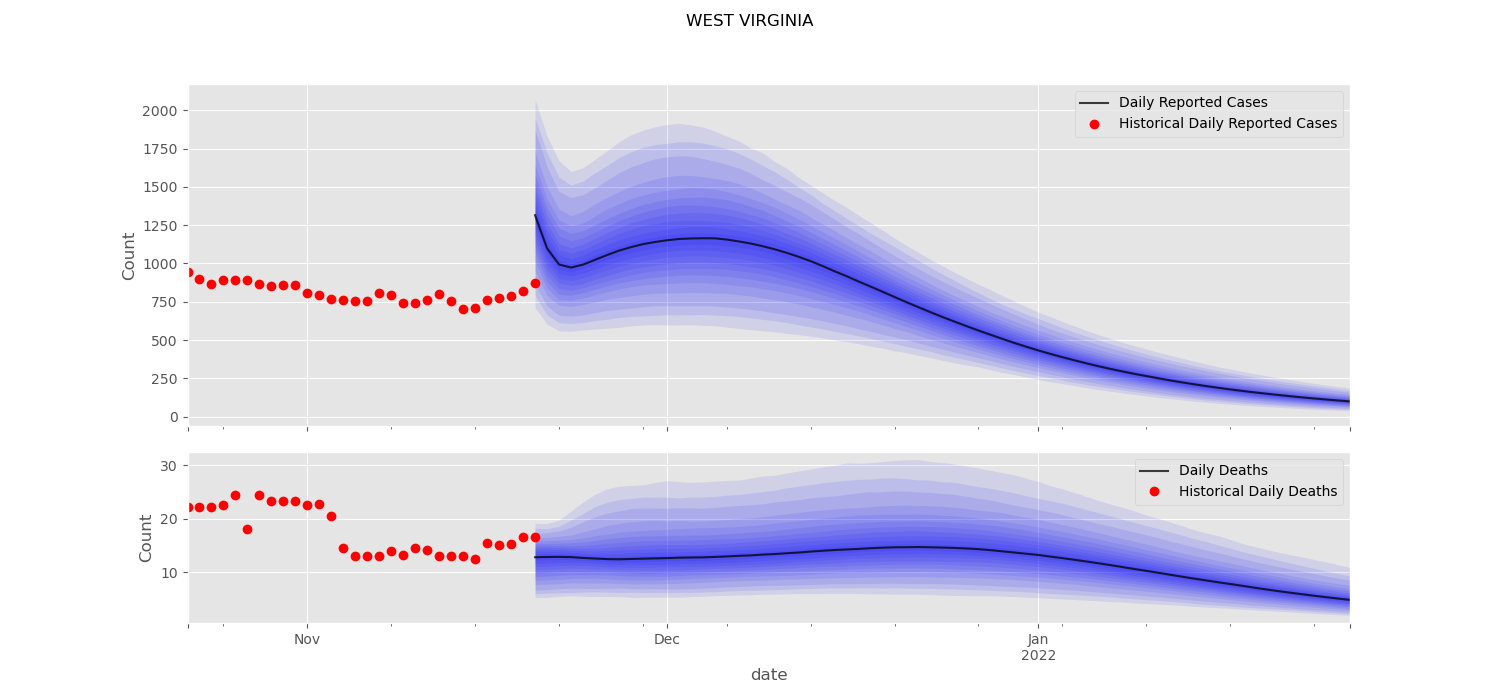 WEST VIRGINIA
Daily Reported Cases
Historical Daily Reported Cases
2000
1750
1500
1250
1000
750
500
250
0
Count
Daily Deaths
Historical Daily Deaths
30
20
10
Count
Nov
Dec
Jan
2022
date